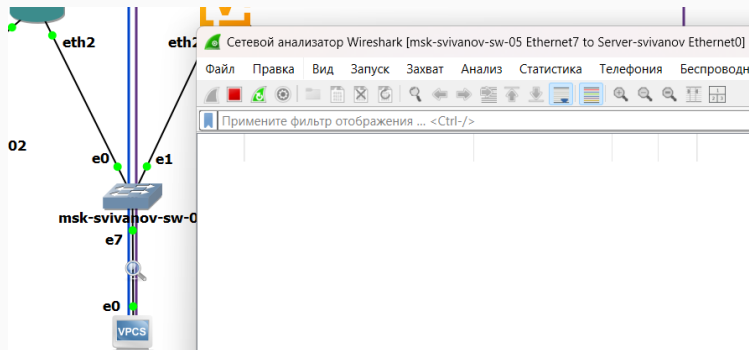 eth2
eth2
Сетевой анализатор Wireshark [msk-svivanov-sw-05 Ethernet7 to Server-svivanov Ethernet0]
Файл Правка Вид Запуск Захват Анализ Статистика Телефония Беспроводн
Примените фильтр отображения ... <Ctrl-/>
02
e0
e1
msk-svivanov-sw-0
e7
e0
VPCS